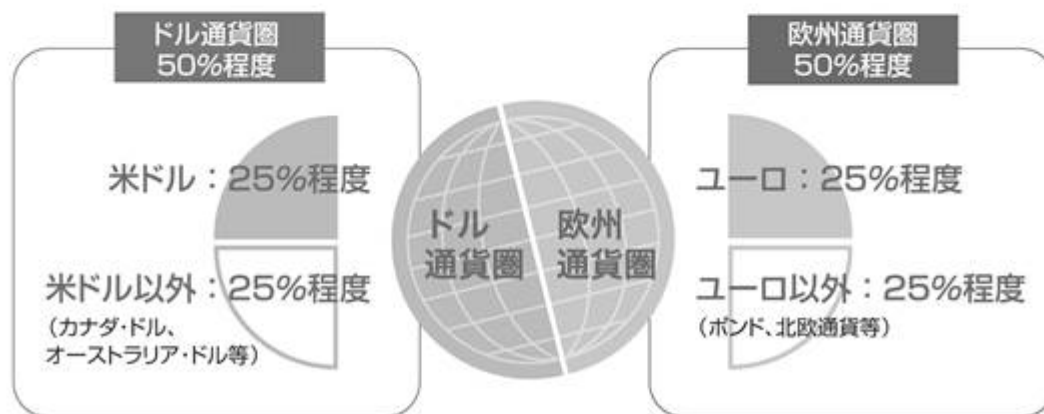 ドル通貨圏
50%程度
米ドル：25%程度
米ドル以外：25%程度
（カナダ・ドル、
オーストラリア・ドル等）
ドル
通貨圏
欧州
通貨圏
欧州通貨圏
50%程度
ユーロ：25%程度
ユーロ以外：25%程度
（ポンド、北欧通貨等）